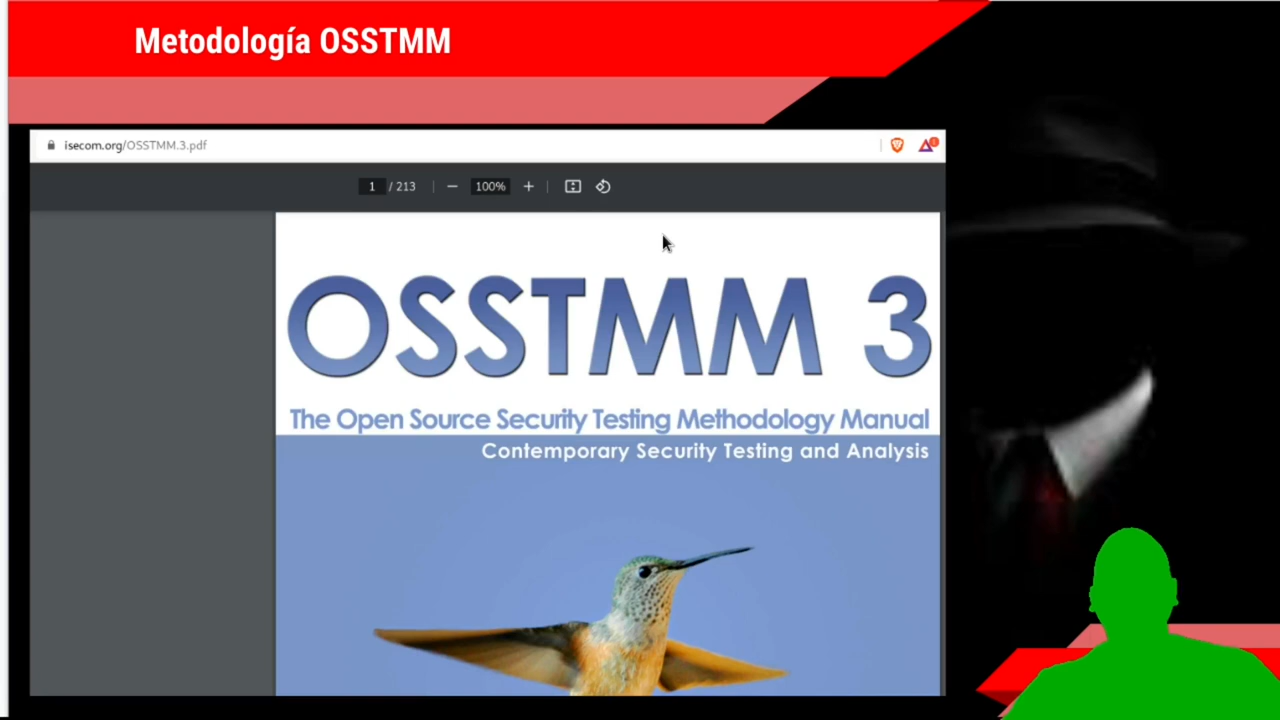 Metodología OSSTMM
isecom.org/OSSTMM.3.pdf
1 / 213 — 100% +
OSSTMM 3
The Open Source Security Testing Methodology Manual
Contemporary Security Testing and Analysis